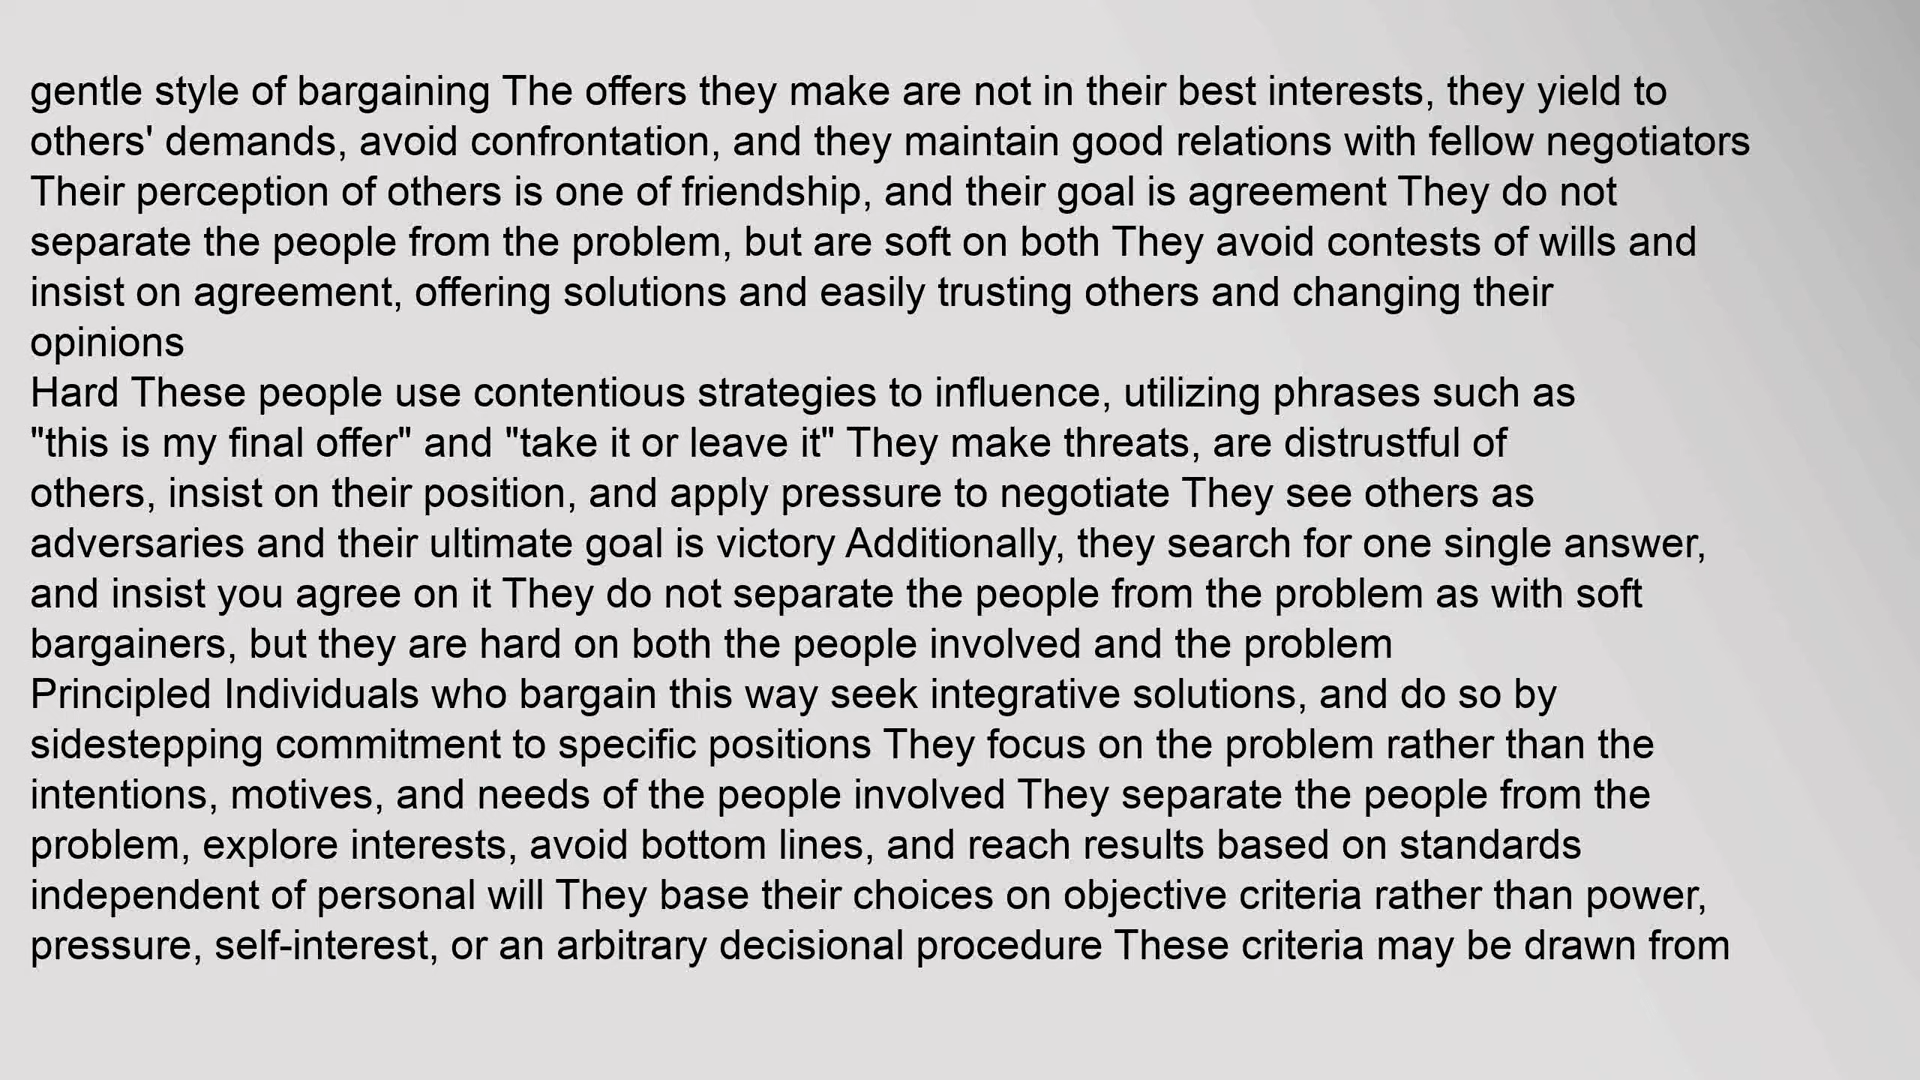 gentle style of bargaining The offers they make are not in their best interests, they yield to
others' demands, avoid confrontation, and they maintain good relations with fellow negotiators
Their perception of others is one of friendship, and their goal is agreement They do not
separate the people from the problem, but are soft on both They avoid contests of wills and
insist on agreement, offering solutions and easily trusting others and changing their
opinions
Hard These people use contentious strategies to influence, utilizing phrases such as
"this is my final offer" and "take it or leave it" They make threats, are distrustful of
others, insist on their position, and apply pressure to negotiate They see others as
adversaries and their ultimate goal is victory Additionally, they search for one single answer,
and insist you agree on it They do not separate the people from the problem as with soft
bargainers, but they are hard on both the people involved and the problem
Principled Individuals who bargain this way seek integrative solutions, and do so by
sidestepping commitment to specific positions They focus on the problem rather than the
intentions, motives, and needs of the people involved They separate the people from the
problem, explore interests, avoid bottom lines, and reach results based on standards
independent of personal will They base their choices on objective criteria rather than power,
pressure, self-interest, or an arbitrary decisional procedure These criteria may be drawn from